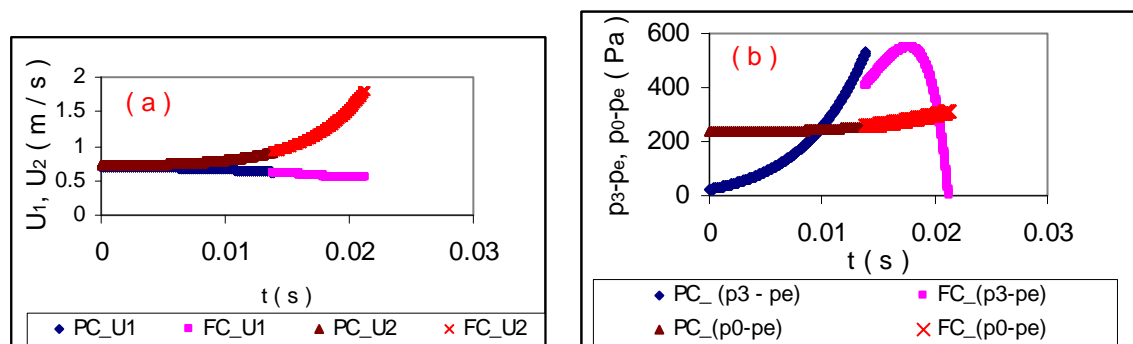 U1, U2 (m / s)
2
1.5
1
0.5
0
( a )
0 0.01 0.02 0.03
t ( s )
PC_U1 FC_U1 PC_U2 FC_U2
p3-pe, p0-pe ( Pa )
600
400
200
0
( b )
0 0.01 0.02 0.03
t ( s )
PC_ (p3 - pe) FC_(p3-pe)
PC_(p0-pe) FC_(p0-pe)